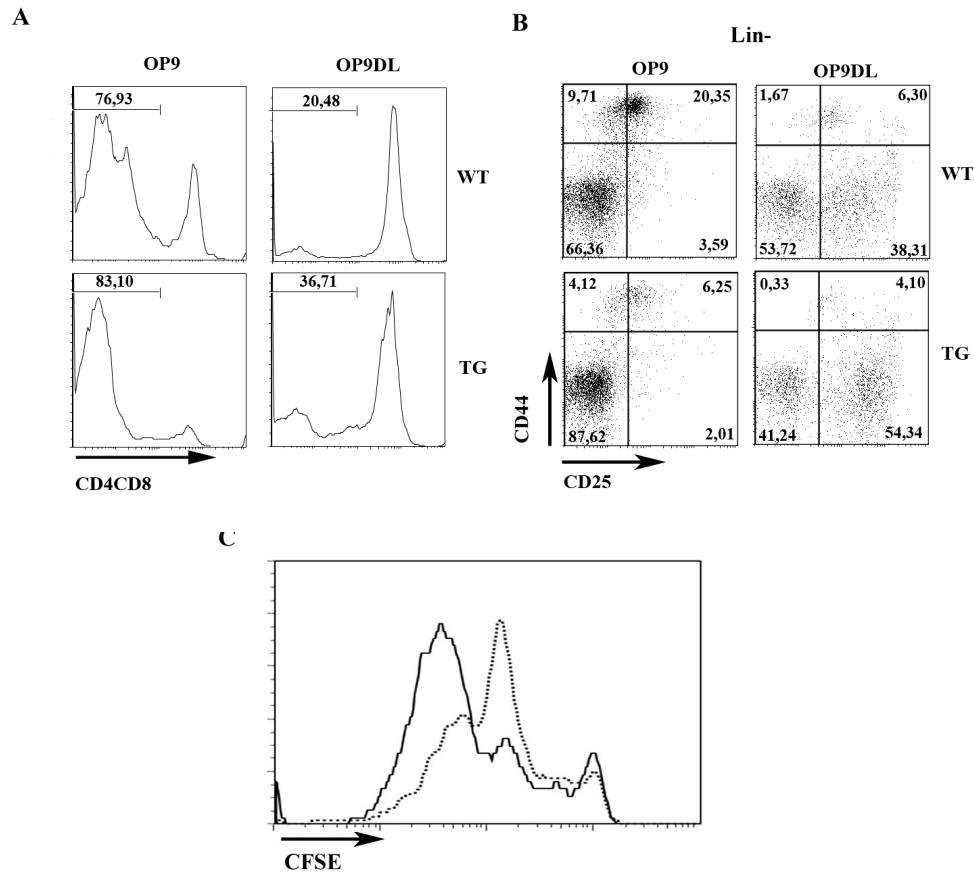 A
OP9
OP9DL
76,93
20,48
WT
83,10
36,71
TG
CD4CD8
B
Lin-
OP9
OP9DL
9,71
20,35
1,67
6,30
WT
66,36
3,59
53,72
38,31
4,12
6,25
0,33
4,10
TG
CD44
87,62
2,01
41,24
54,34
CD25
C
CFSE